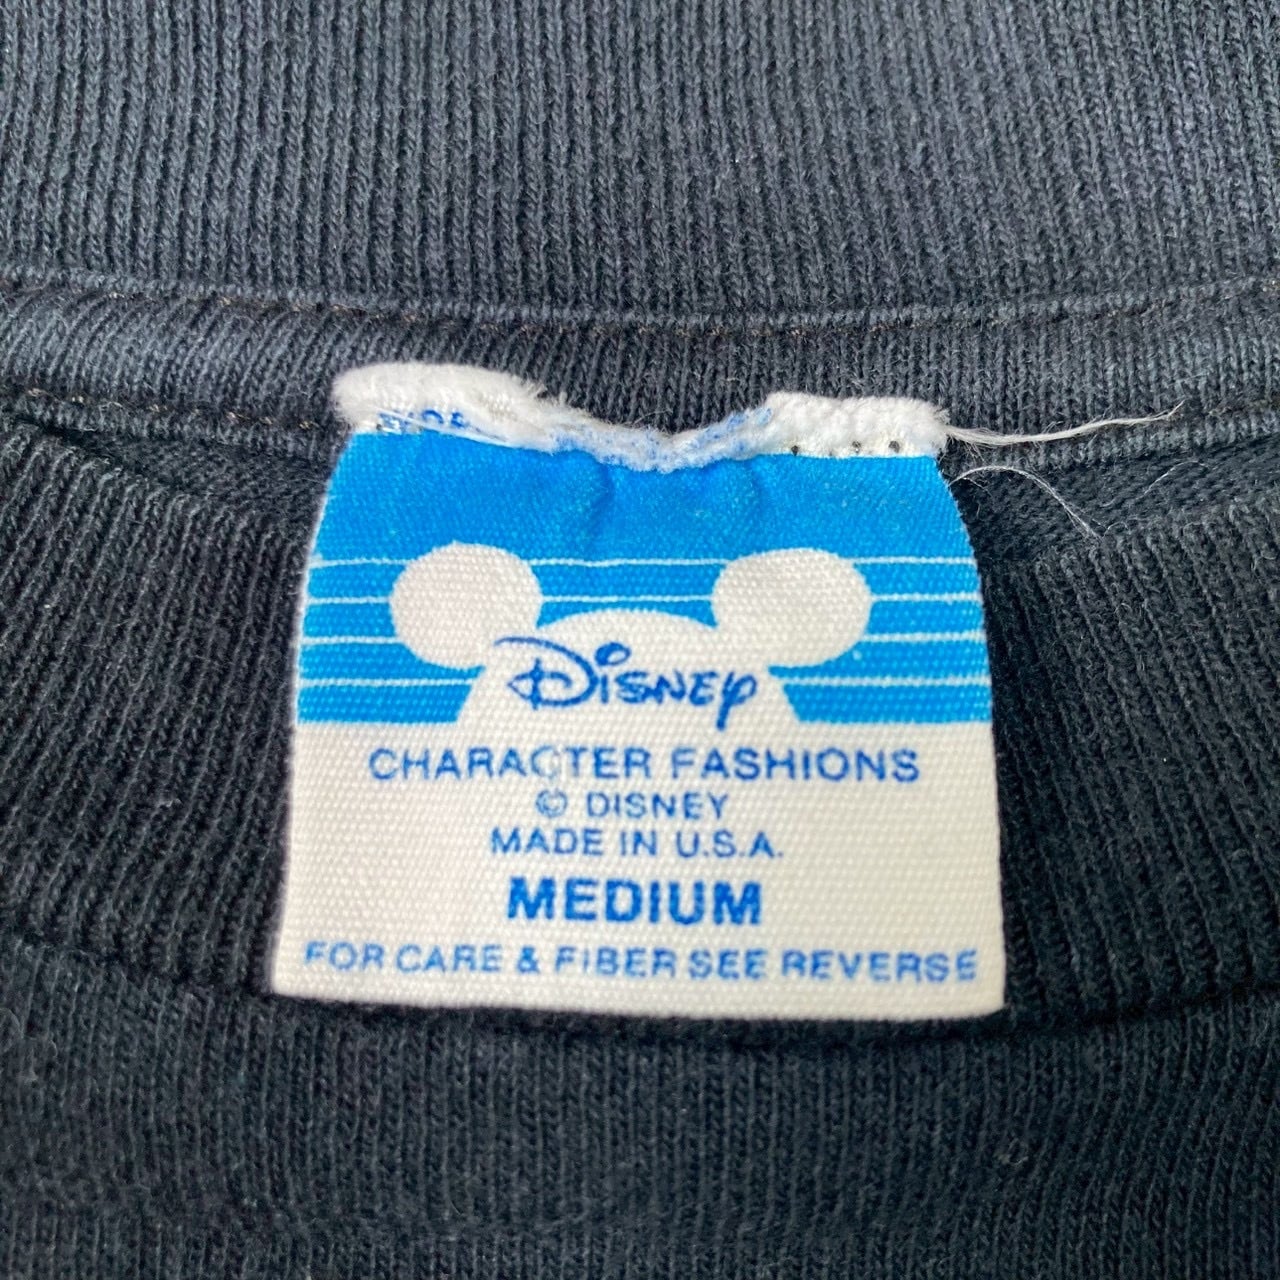 Disney
CHARACTER FASHIONS
© DISNEY
MADE IN U.S.A.
MEDIUM
FOR CARE & FIBER SEE REVERSE